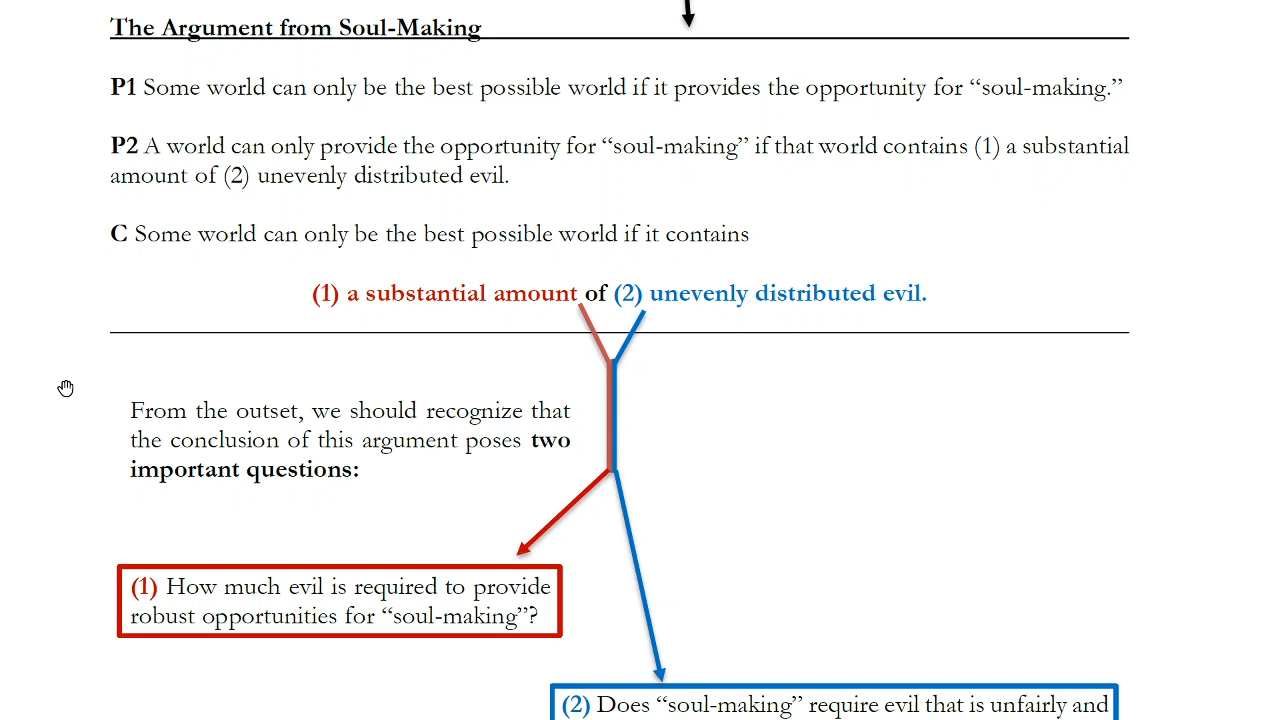 The Argument from Soul-Making
P1 Some world can only be the best possible world if it provides the opportunity for “soul-making.”
P2 A world can only provide the opportunity for “soul-making” if that world contains (1) a substantial
amount of (2) unevenly distributed evil.
C Some world can only be the best possible world if it contains
(1) a substantial amount of (2) unevenly distributed evil.
From the outset, we should recognize that
the conclusion of this argument poses two
important questions:
(1) How much evil is required to provide
robust opportunities for “soul-making”?
(2) Does “soul-making” require evil that is unfairly and